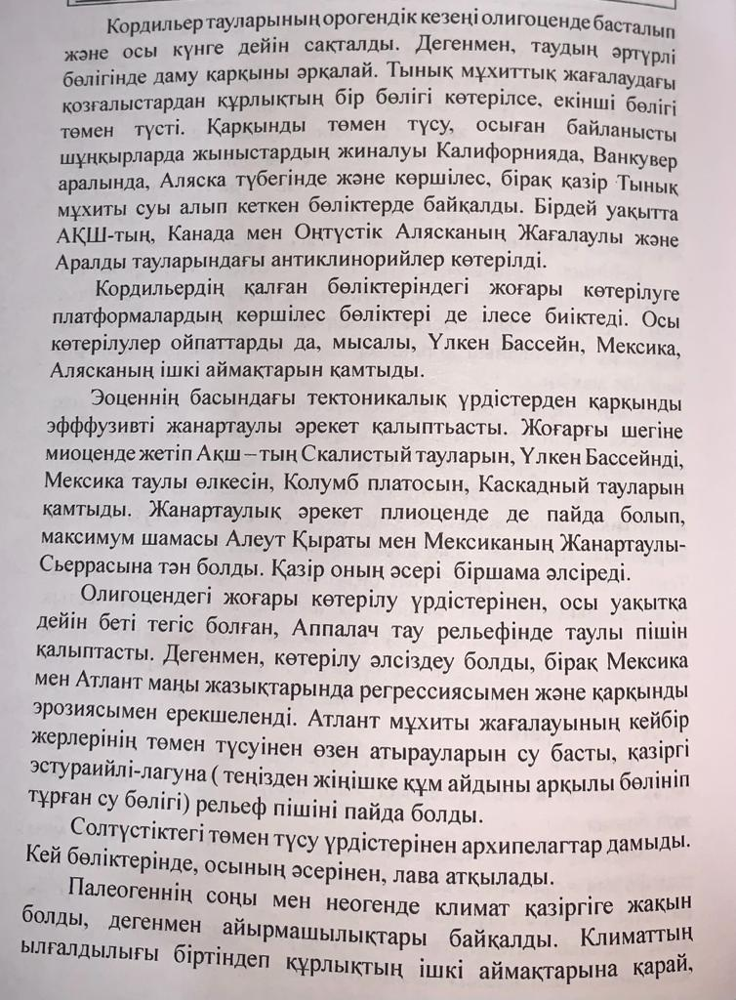 Кордильер тауларының орогендік кезеңі олигоценде басталып
және осы күнге дейін сақталды. Дегенмен, таудың әртүрлі
бөлігінде даму қарқыны әрқалай. Тынық мұхиттық жағалаудағы
қозғалыстардан құрлықтың бір бөлігі көтерілсе, екінші бөлігі
төмен түсті. Қарқынды төмен түсу, осыған байланысты
шұңқырларда жыныстардың жиналуы Калифорнияда, Ванкувер
аралында, Аляска түбегінде және көршілес, бірақ қазір Тынық
мұхиты суы алып кеткен бөліктерде байқалды. Бірдей уақытта
АҚШ-тың, Канада мен Оңтүстік Алясканың Жағалаулы және
Аралды тауларындағы антиклинорийлер көтерілді.
Кордильердің қалған бөліктеріндегі жоғары көтерілуге
платформалардың көршілес бөліктері де ілесе биіктеді. Осы
көтерілулер ойпаттарды да, мысалы, Үлкен Бассейн, Мексика,
Алясканың ішкі аймақтарын қамтыды.
Эоценнің басындағы тектоникалық үрдістерден қарқынды
эфффузивті жанартаулы әрекет қалыптьасты. Жоғарғы шегіне
миоценде жетіп Ақш – тың Скалистый тауларын, Үлкен Бассейнді,
Мексика таулы өлкесін, Колумб платосын, Каскадный тауларын
қамтыды. Жанартаулық әрекет плиоценде де пайда болып,
максимум шамасы Алеут Қыраты мен Мексиканың Жанартаулы-
Сьеррасына тән болды. Қазір оның әсері біршама әлсіреді.
Олигоцендегі жоғары көтерілу үрдістерінен, осы уақытқа
дейін беті тегіс болған, Аппалач тау рельефінде таулы пішін
қалыптасты. Дегенмен, көтерілу әлсіздеу болды, бірақ Мексика
мен Атлант маңы жазықтарында регрессиясымен және қарқынды
эрозиясымен ерекшеленді. Атлант мұхиты жағалауының кейбір
жерлерінің төмен түсуінен өзен атырауларын су басты, қазіргі
эстураийлі-лагуна ( теңізден жіңішке құм айдыны арқылы бөлініп
тұрған су бөлігі) рельеф пішіні пайда болды.
Солтүстіктегі төмен түсу үрдістерінен архипелагтар дамыды.
Кей бөліктерінде, осының әсерінен, лава атқылады.
Палеогеннің соңы мен неогенде климат қазіргіге жақын
болды, дегенмен айырмашылықтары байқалды. Климаттың
ылғалдылығы біртіндеп құрлықтың ішкі аймақтарына қарай,